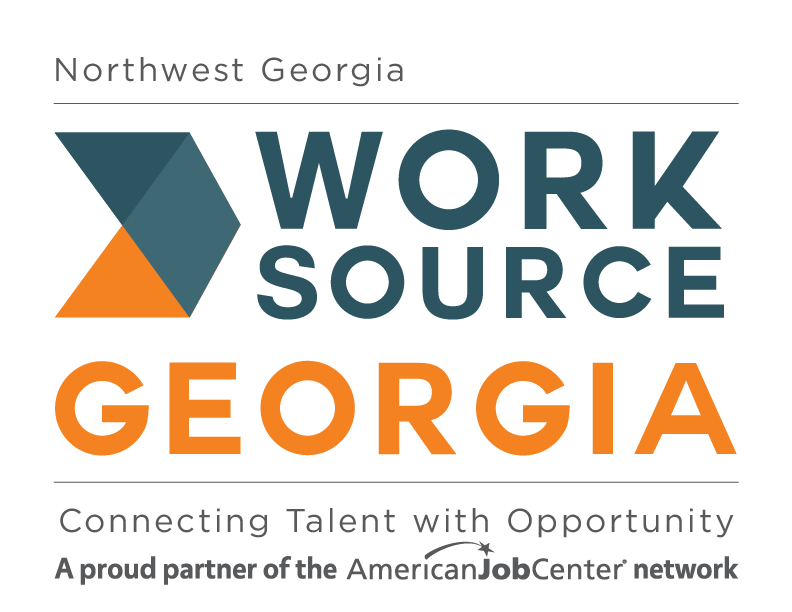 Northwest Georgia
WORK
SOURCE
GEORGIA
Connecting Talent with Opportunity
A proud partner of the AmericanJobCenter® network